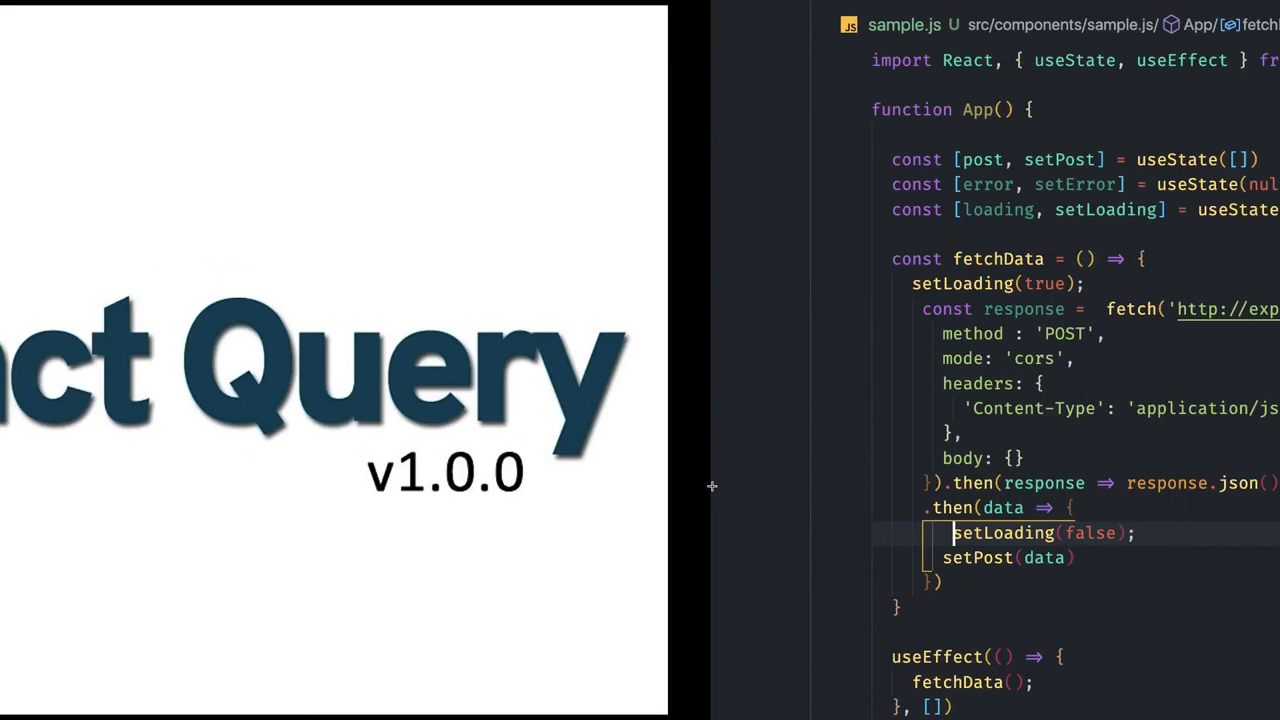 act Query
v1.0.0
JS sample.js U src/components/sample.js/ App/ fetch
import React, { useState, useEffect } fr
function App() {
const [post, setPost] = useState([])
const [error, setError] = useState(nul
const [loading, setLoading] = useState
const fetchData = () ⇒ {
setLoading(true);
const response = fetch('http://exp
method : 'POST',
mode: 'cors',
headers: {
'Content-Type': 'application/js
},
body: {}
}).then(response ⇒ response.json()
.then(data ⇒ {
setLoading(false);
setPost(data)
})
}
useEffect(() ⇒ {
fetchData();
}, [])